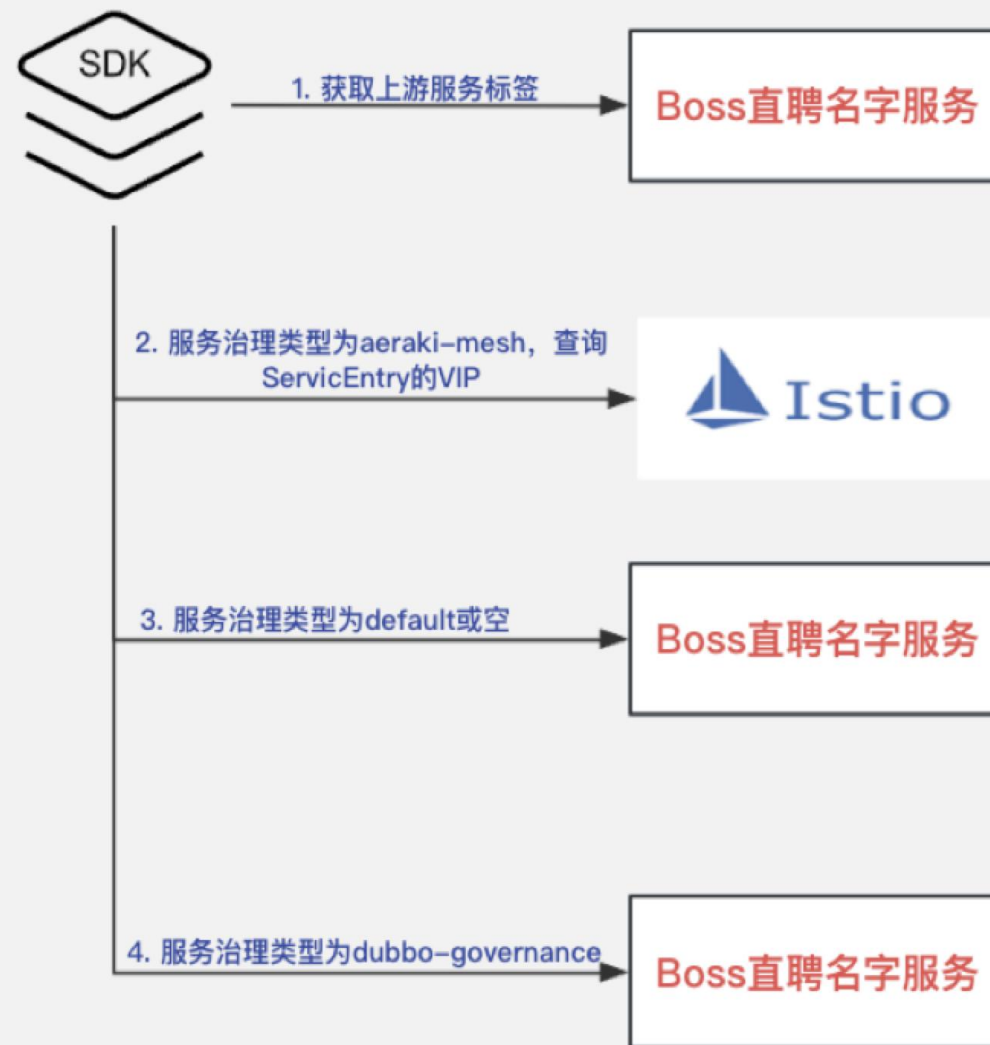 SDK
1. 获取上游服务标签
Boss直聘名字服务
2. 服务治理类型为aeraki-mesh，查询
ServicEntry的VIP
Istio
3. 服务治理类型为default或空
Boss直聘名字服务
4. 服务治理类型为dubbo-governance
Boss直聘名字服务